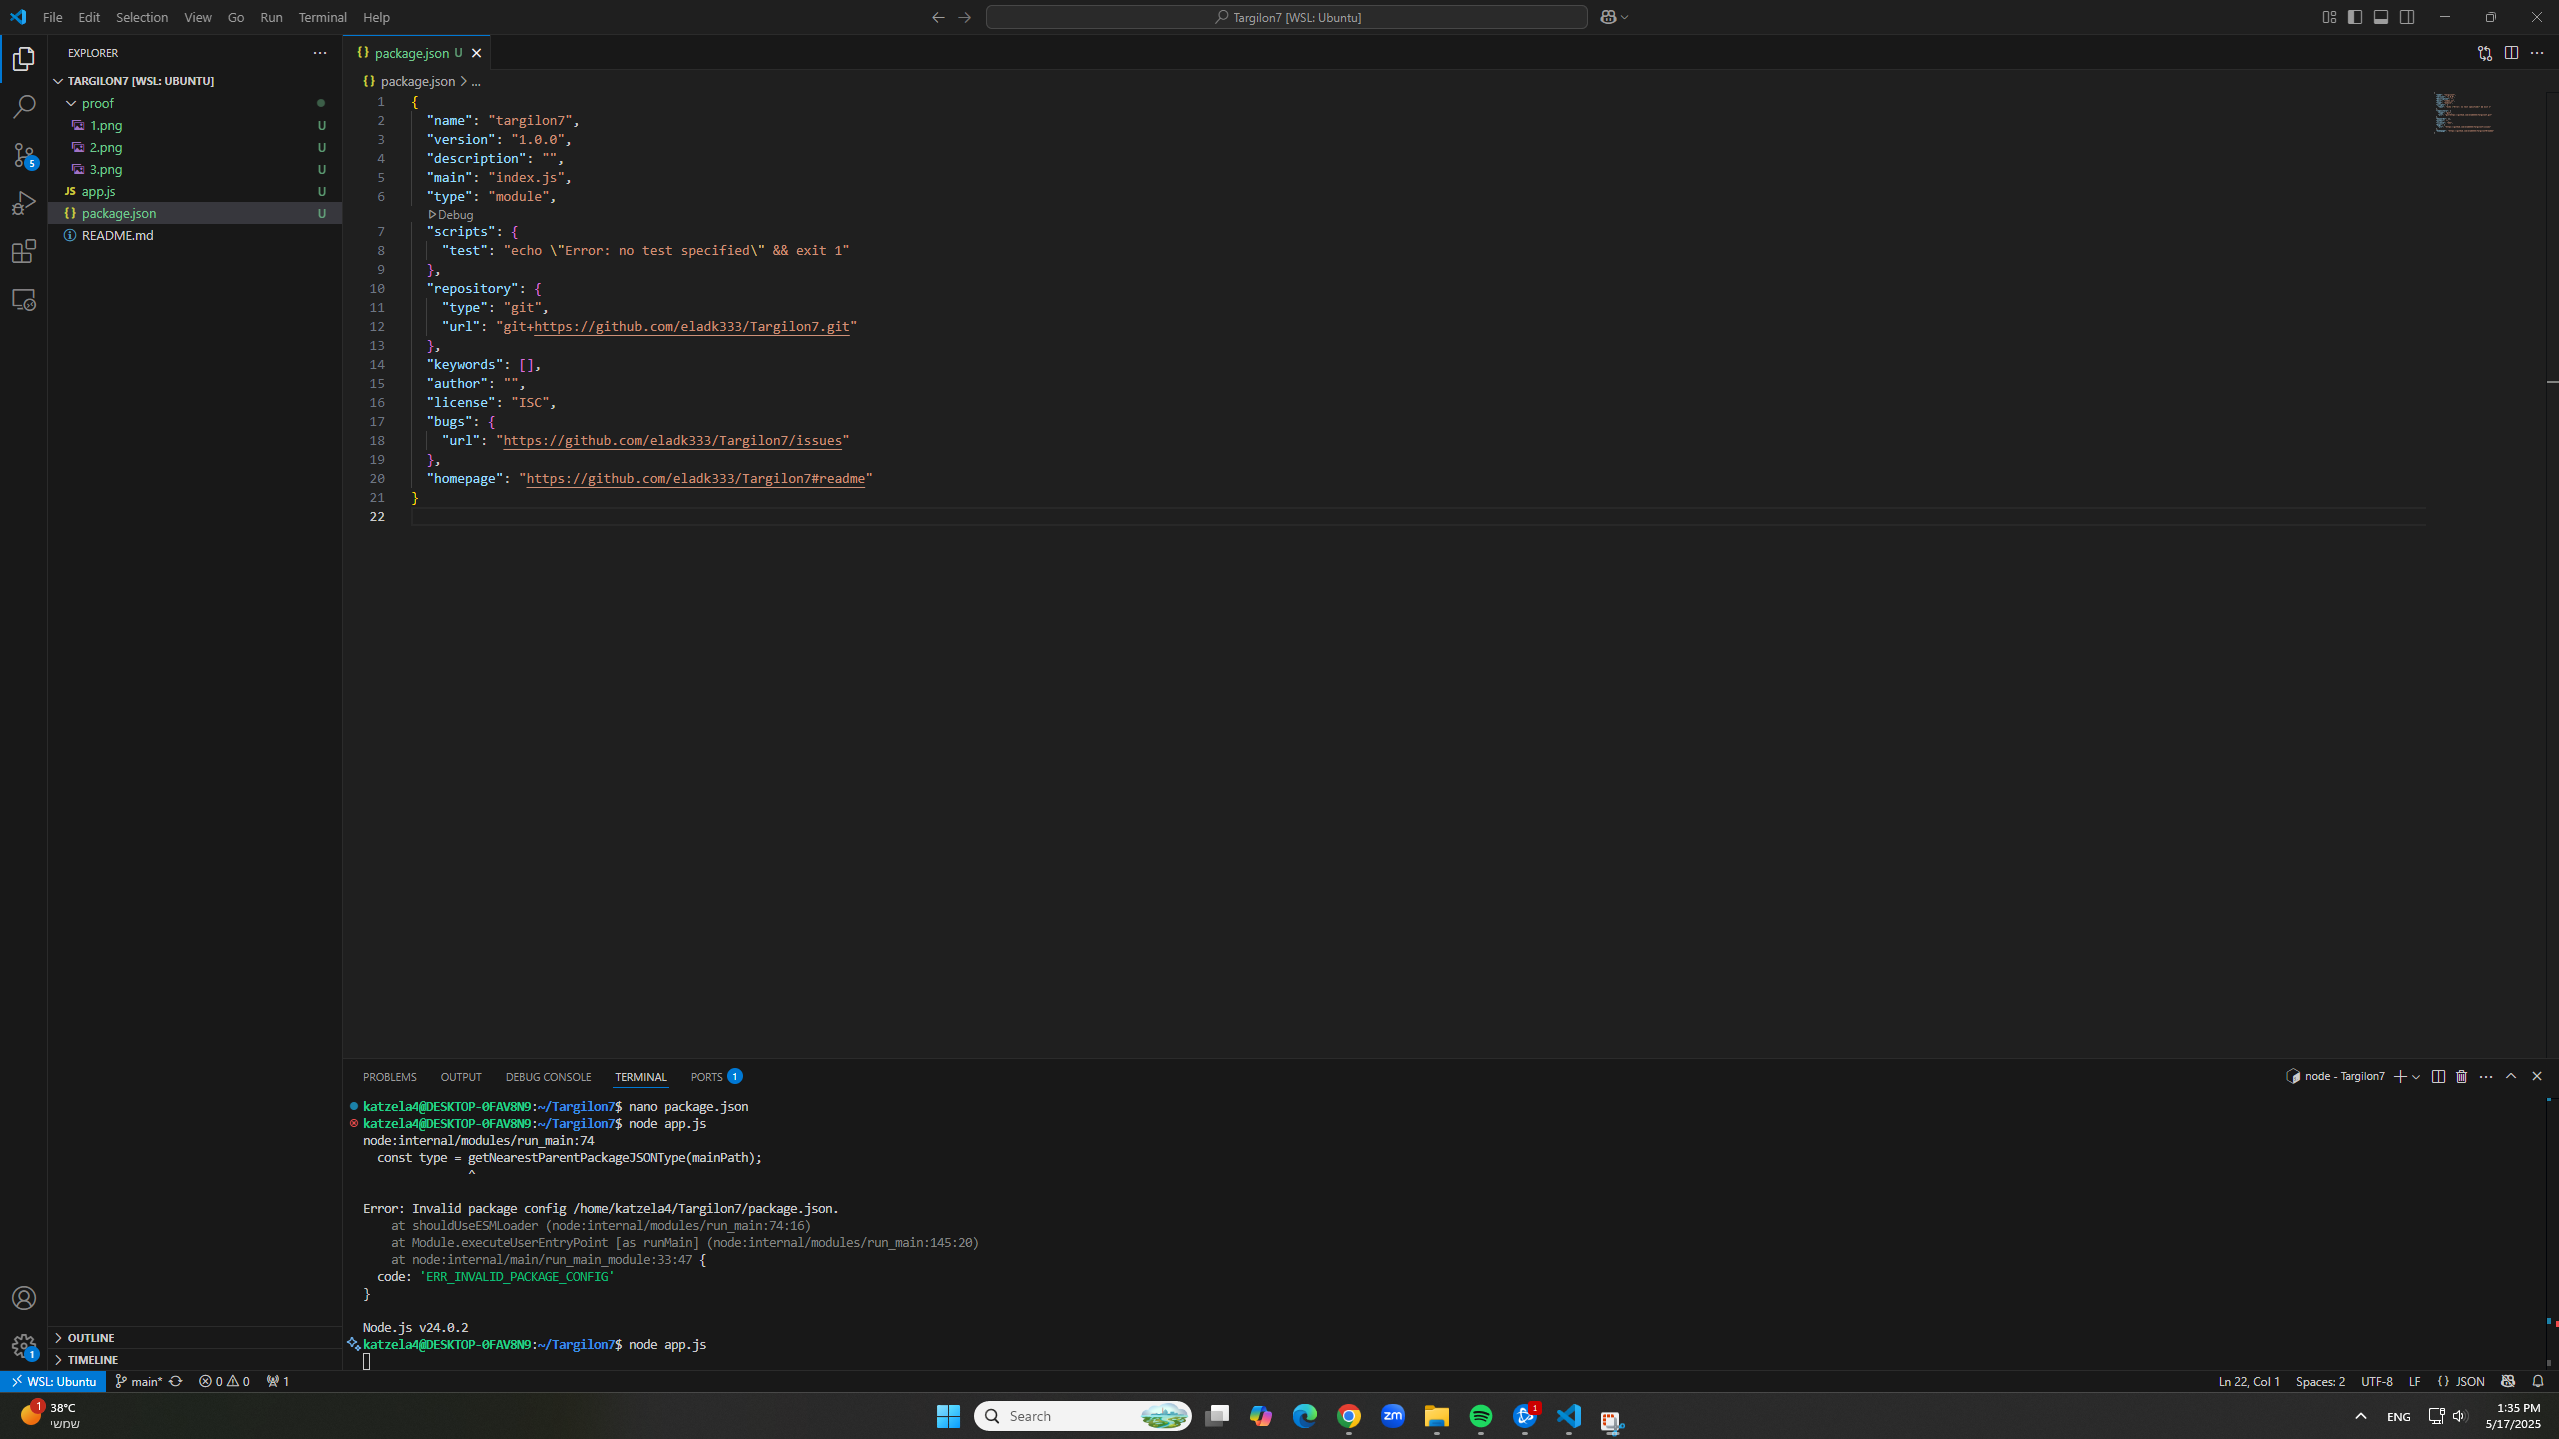 File Edit Selection View Go Run Terminal Help
Targilon7 [WSL: Ubuntu]
EXPLORER
TARGILON7 [WSL: UBUNTU]
proof
1.png U
2.png U
3.png U
JS app.js U
{} package.json U
README.md
{} package.json U
{} package.json > ...
1 {
2 "name": "targilon7",
3 "version": "1.0.0",
4 "description": "",
5 "main": "index.js",
6 "type": "module",
Debug
7 "scripts": {
8 "test": "echo \"Error: no test specified\" && exit 1"
9 },
10 "repository": {
11 "type": "git",
12 "url": "git+https://github.com/eladk333/Targilon7.git"
13 },
14 "keywords": [],
15 "author": "",
16 "license": "ISC",
17 "bugs": {
18 "url": "https://github.com/eladk333/Targilon7/issues"
19 },
20 "homepage": "https://github.com/eladk333/Targilon7#readme"
21 }
22
5
PROBLEMS OUTPUT DEBUG CONSOLE TERMINAL PORTS 1
node - Targilon7
katzela4@DESKTOP-0FAV8N9:~/Targilon7$ nano package.json
katzela4@DESKTOP-0FAV8N9:~/Targilon7$ node app.js
node:internal/modules/run_main:74
const type = getNearestParentPackageJSONType(mainPath);
^
Error: Invalid package config /home/katzela4/Targilon7/package.json.
at shouldUseESMLoader (node:internal/modules/run_main:74:16)
at Module.executeUserEntryPoint [as runMain] (node:internal/modules/run_main:145:20)
at node:internal/main/run_main_module:33:47 {
code: 'ERR_INVALID_PACKAGE_CONFIG'
}
Node.js v24.0.2
katzela4@DESKTOP-0FAV8N9:~/Targilon7$ node app.js
OUTLINE
TIMELINE
1
WSL: Ubuntu main* 0 0 1
Ln 22, Col 1 Spaces: 2 UTF-8 LF {} JSON
1
38°C
שמשי
Search
zm
1
ENG
1:35 PM
5/17/2025